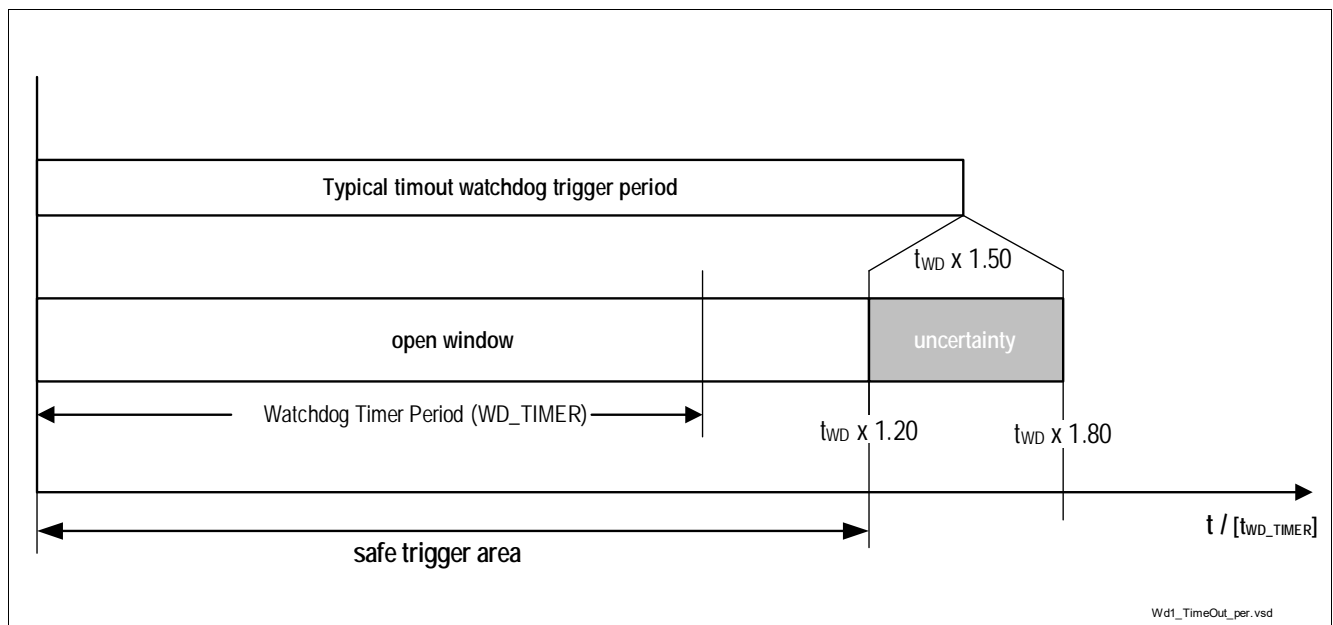 Typical timout watchdog trigger period
tWD x 1.50
open window
uncertainty
Watchdog Timer Period (WD_TIMER)
tWD x 1.20
tWD x 1.80
t / [tWD_TIMER]
safe trigger area
Wd1_TimeOut_per.vsd